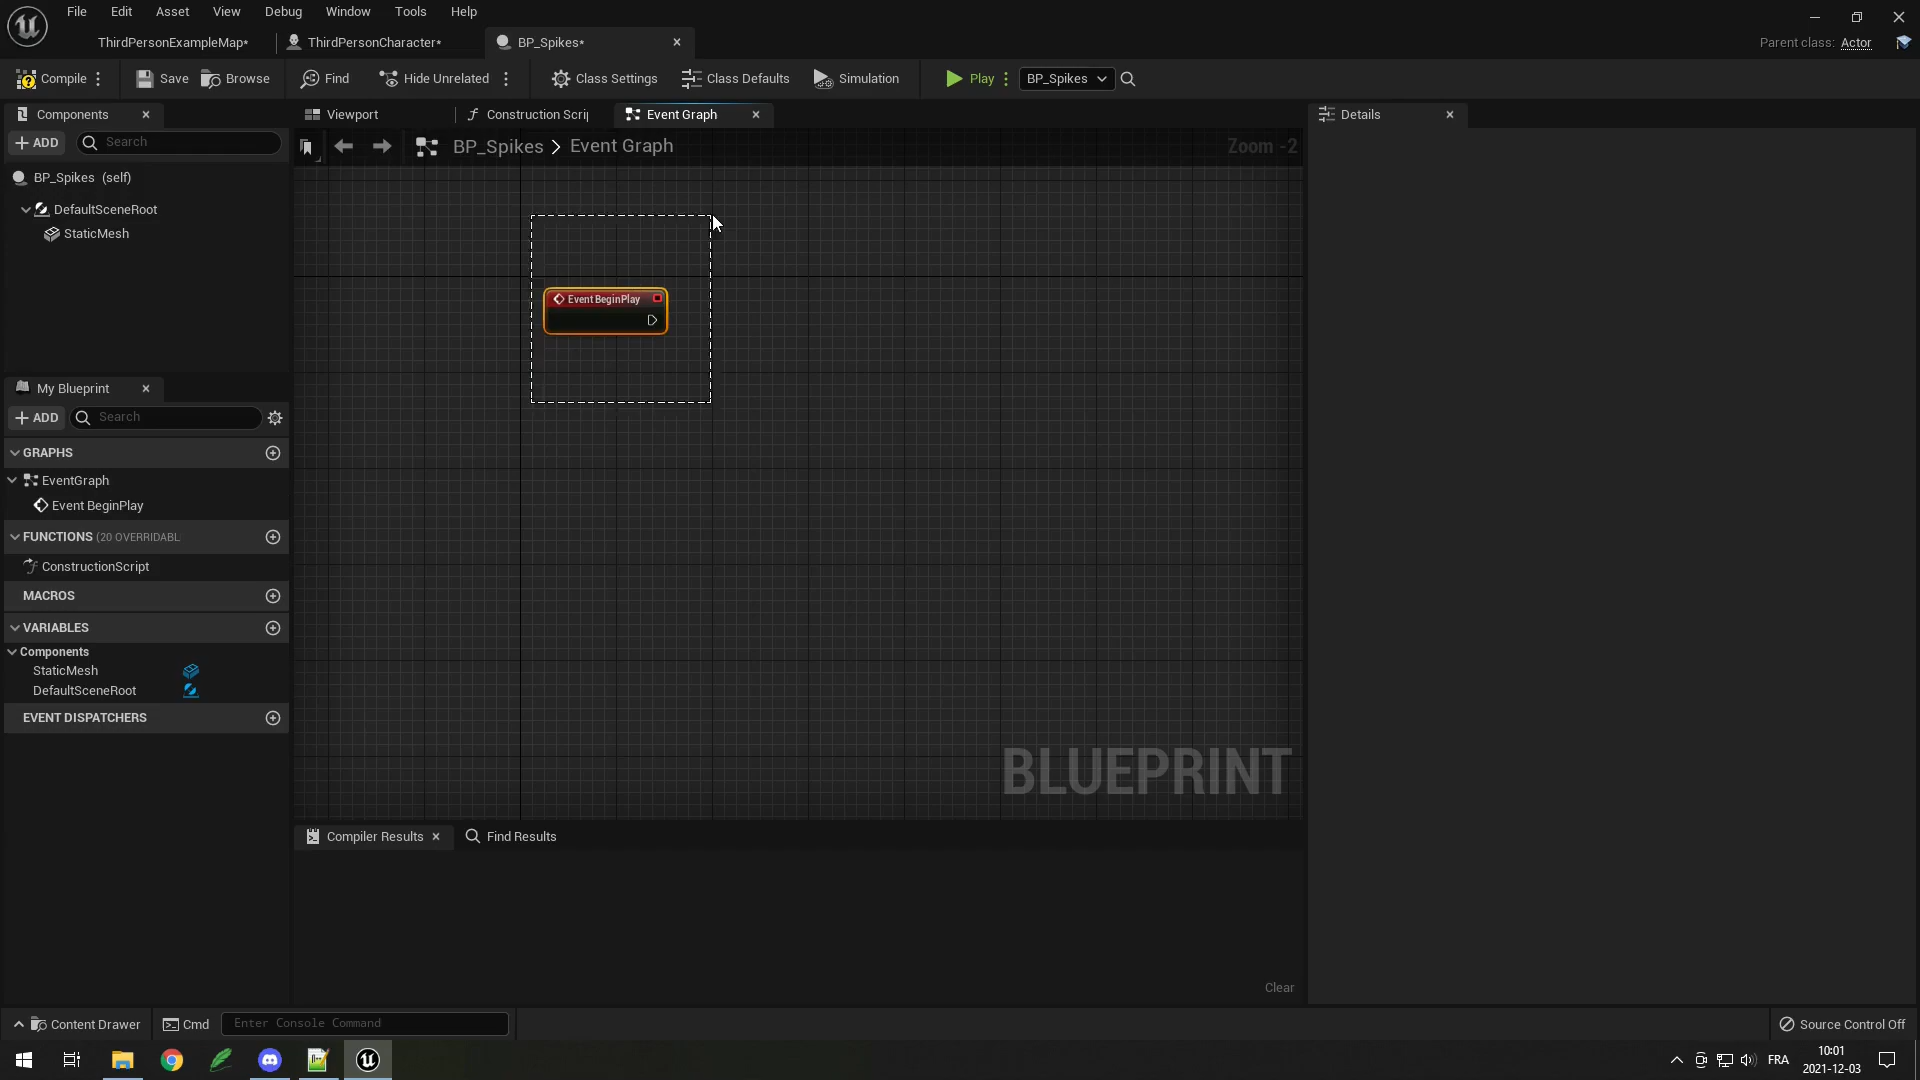 File Edit Asset View Debug Window Tools Help
ThirdPersonExampleMap* ThirdPersonCharacter* BP_Spikes* Parent class: Actor
Compile Save Browse Find Hide Unrelated Class Settings Class Defaults Simulation Play BP_Spikes
Components Viewport Construction Scrip Event Graph Details
+ ADD Search BP_Spikes > Event Graph Zoom -2
BP_Spikes (self)
DefaultSceneRoot
StaticMesh
Event BeginPlay
My Blueprint
+ ADD Search
GRAPHS
EventGraph
Event BeginPlay
FUNCTIONS (20 OVERRIDABL
ConstructionScript
MACROS
VARIABLES
Components
StaticMesh
DefaultSceneRoot
EVENT DISPATCHERS
BLUEPRINT
Compiler Results Find Results
Clear
Content Drawer Cmd Enter Console Command Source Control Off
FRA 10:01
2021-12-03